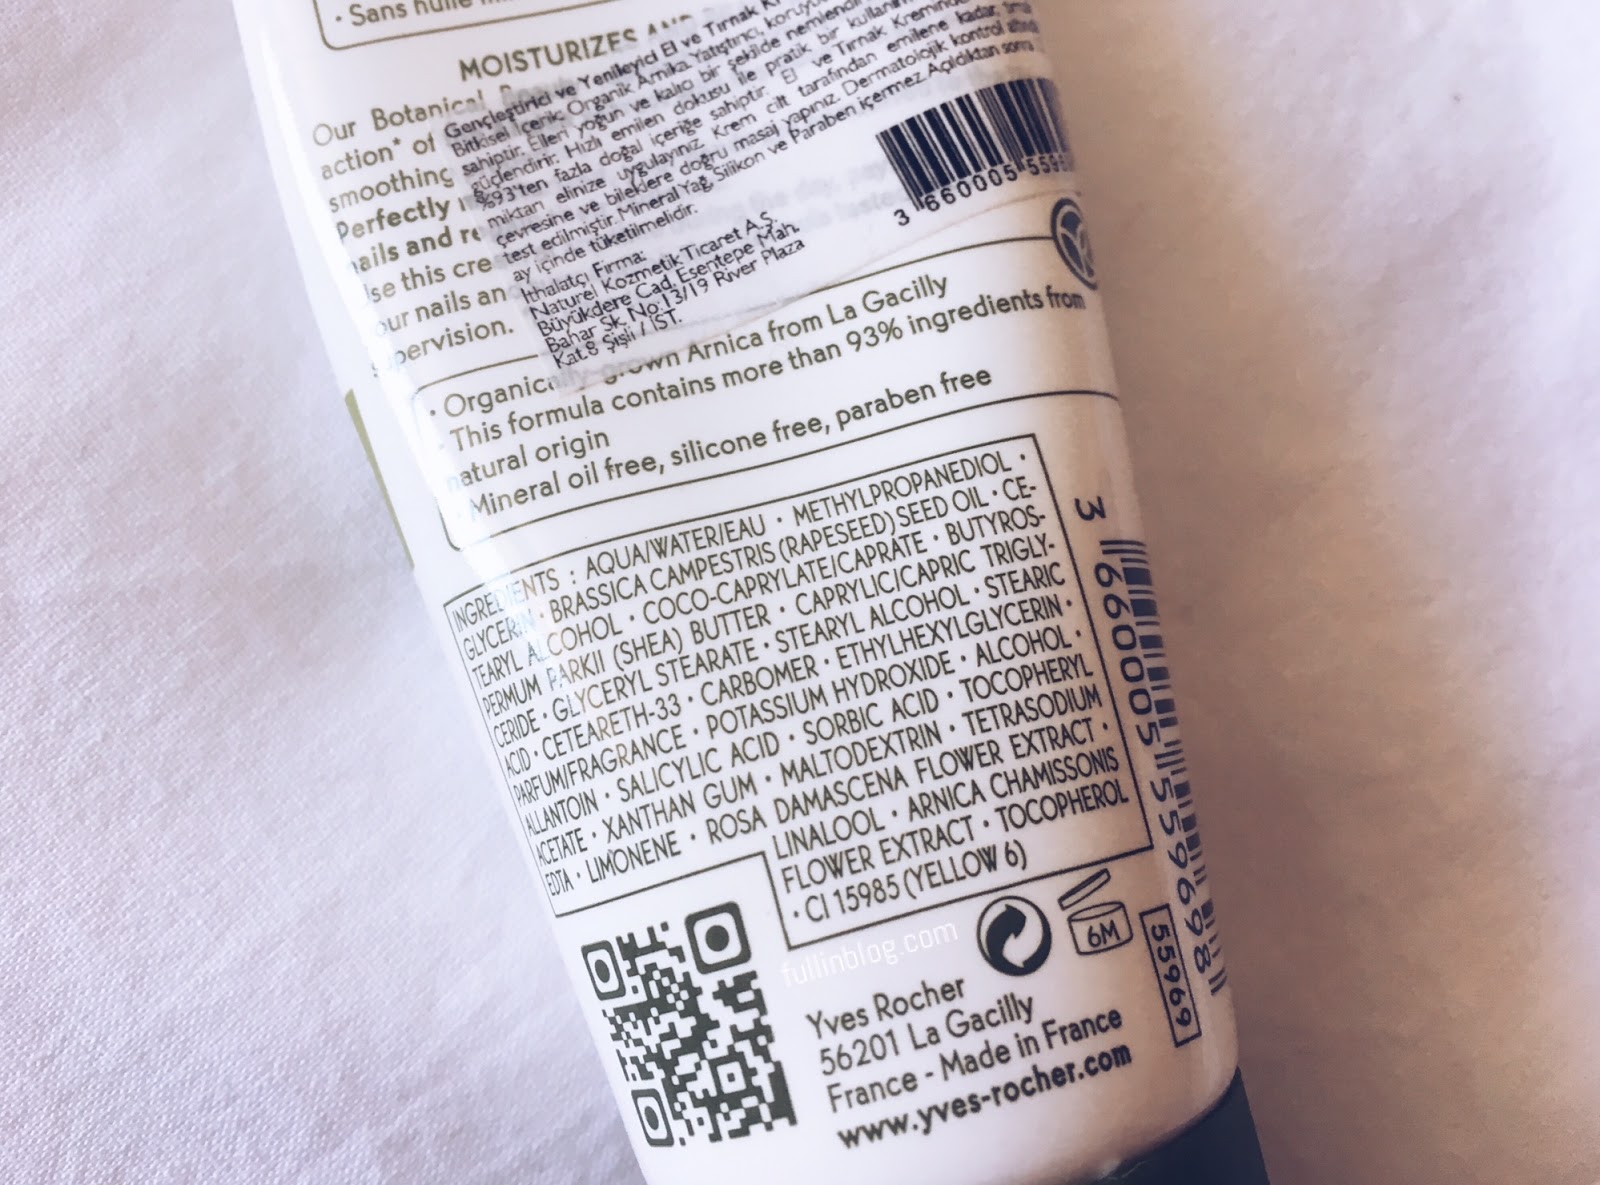 · Sans huile
MOISTURIZES AND
Our Botanical
action* of
smoothing
Perfectly
nails and re
se this cre
our nails an
supervision.
Gençleştirici ve Yenileyici El ve Tırnak
Bitkisel İçerik: Organik Arnika. Yatıştırıcı, koruyucu
sahiptir. Elleri yoğun ve kalıcı bir şekilde nemlendirir
güçlendirir. Hızlı emilen dokusu ile pratik bir kullanım
%93'ten fazla doğal içeriğe sahiptir. El ve Tırnak Kreminden
miktarı elinize uygulayınız. Krem cilt tarafından emilene kadar,
çevresine ve bileklere doğru masaj yapınız. Dermatolojik kontrol altında
test edilmiştir. Mineral Yağ, Silikon ve Paraben içermez. Açıldıktan sonra
ay içinde tüketilmelidir.
İthalatçı Firma:
Naturel Kozmetik Ticaret A.Ş.
Büyükdere Cad. Esentepe Mah.
Bahar Sk. No:13/19 River Plaza
Kat:8 Şişli / İST.
3 660005 5596
· Organically-grown Arnica from La Gacilly
· This formula contains more than 93% ingredients from
natural origin
· Mineral oil free, silicone free, paraben free
INGREDIENTS : AQUA/WATER/EAU · METHYLPROPANEDIOL ·
GLYCERIN · BRASSICA CAMPESTRIS (RAPESEED) SEED OIL · CE-
TEARYL ALCOHOL · COCO-CAPRYLATE/CAPRATE · BUTYROS-
PERMUM PARKII (SHEA) BUTTER · CAPRYLIC/CAPRIC TRIGLY-
CERIDE · GLYCERYL STEARATE · STEARYL ALCOHOL · STEARIC
ACID · CETEARETH-33 · CARBOMER · ETHYLHEXYLGLYCERIN ·
PARFUM/FRAGRANCE · POTASSIUM HYDROXIDE · ALCOHOL ·
ALLANTOIN · SALICYLIC ACID · SORBIC ACID · TOCOPHERYL
ACETATE · XANTHAN GUM · MALTODEXTRIN · TETRASODIUM
EDTA · LIMONENE · ROSA DAMASCENA FLOWER EXTRACT ·
LINALOOL · ARNICA CHAMISSONIS
FLOWER EXTRACT · TOCOPHEROL
· CI 15985 (YELLOW 6)
3 660005 559698
55969
6M
fullinblog.com
Yves Rocher
56201 La Gacilly
France - Made in France
www.yves-rocher.com